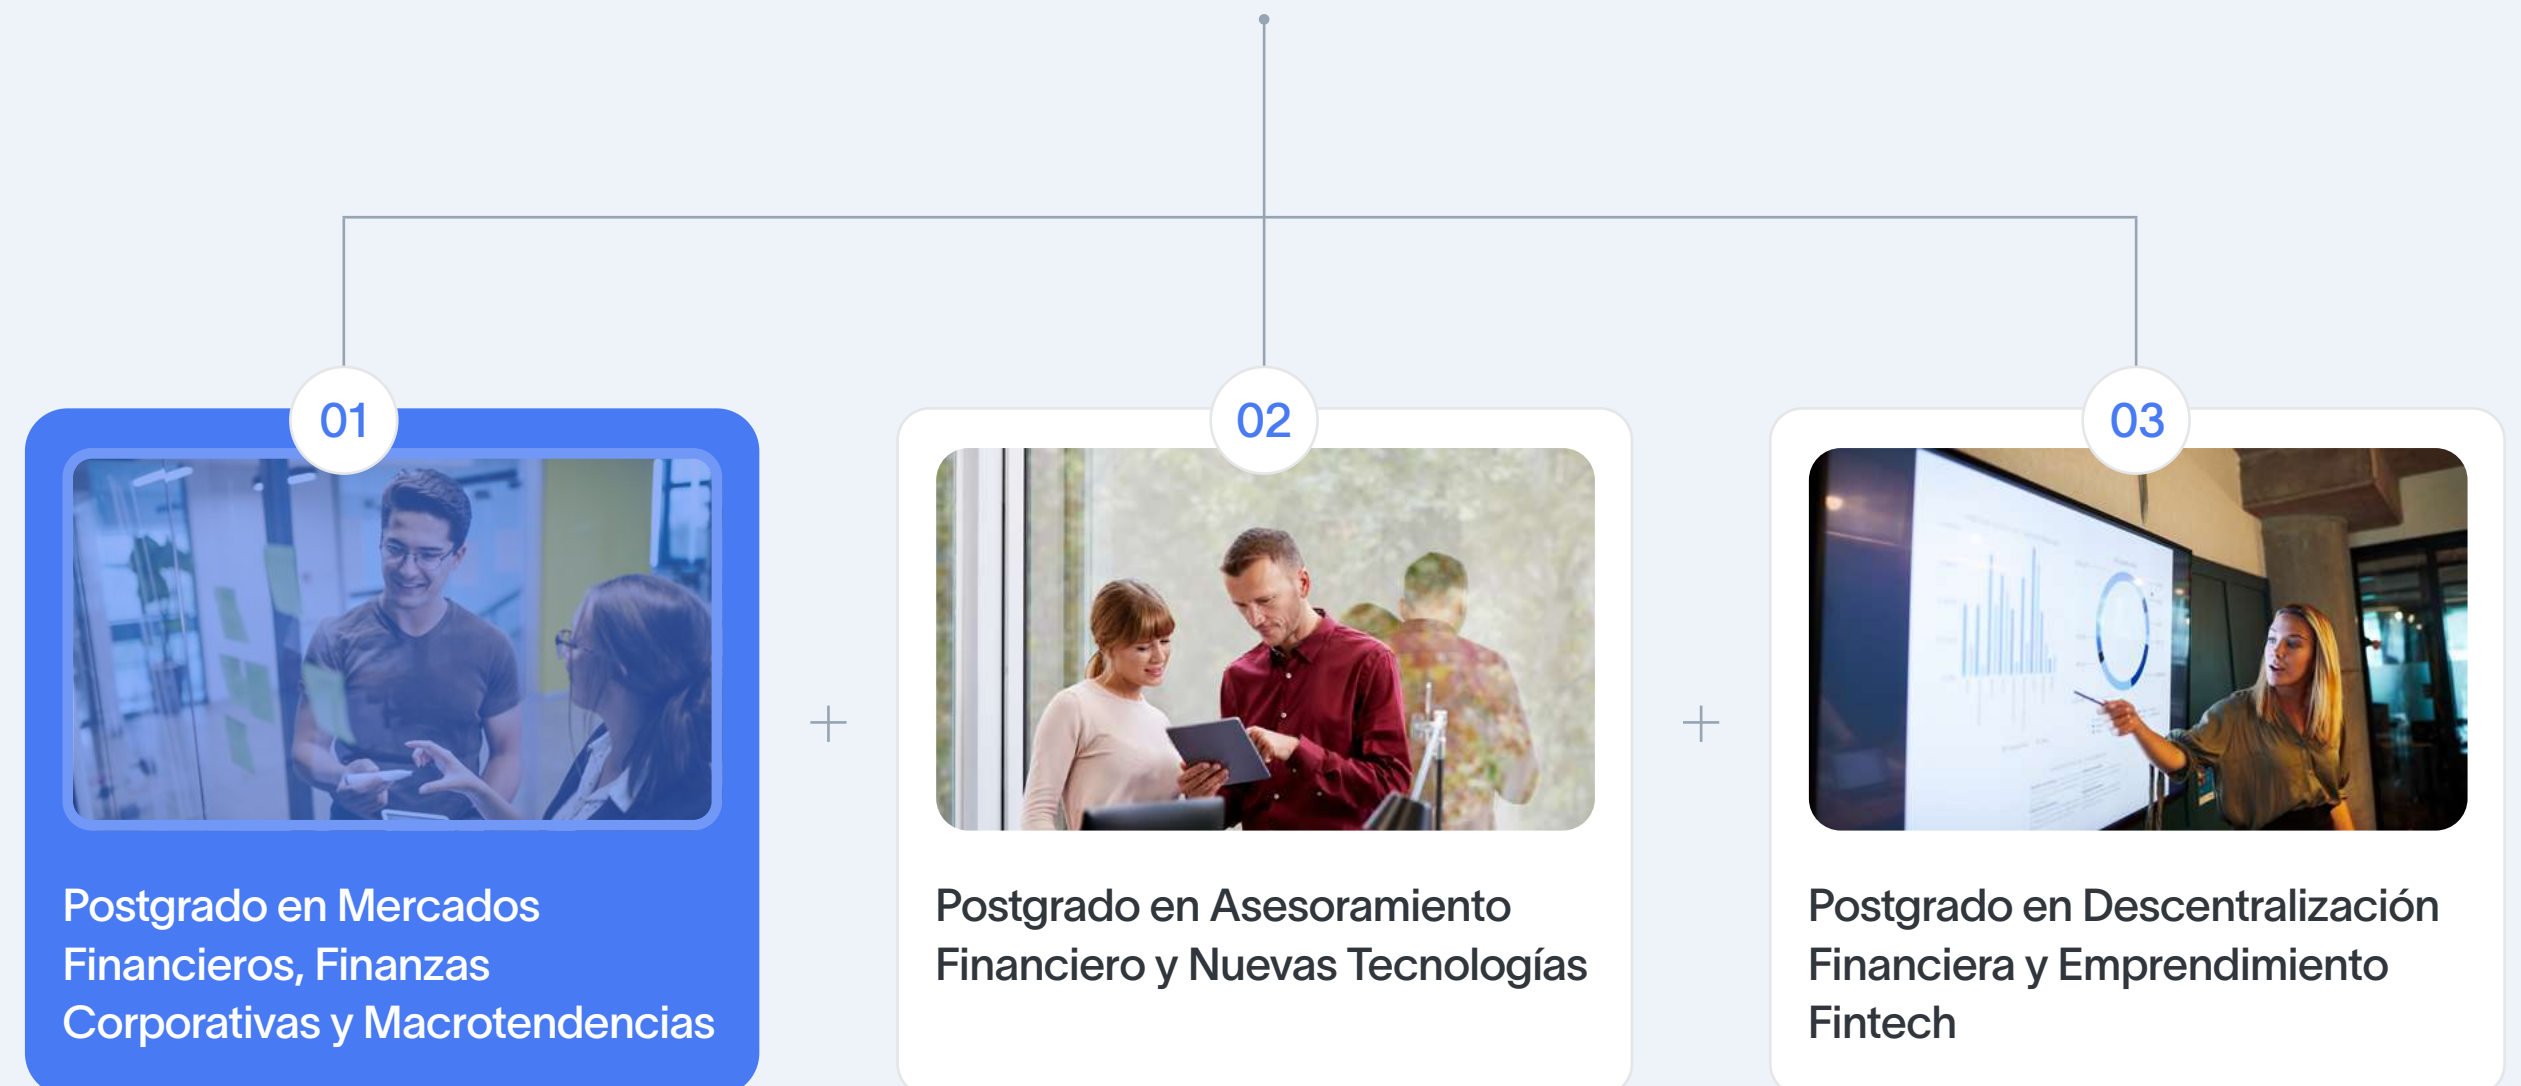 01
02
03
Postgrado en Mercados
Financieros, Finanzas
Corporativas y Macrotendencias
Postgrado en Asesoramiento
Financiero y Nuevas Tecnologías
Postgrado en Descentralización
Financiera y Emprendimiento
Fintech